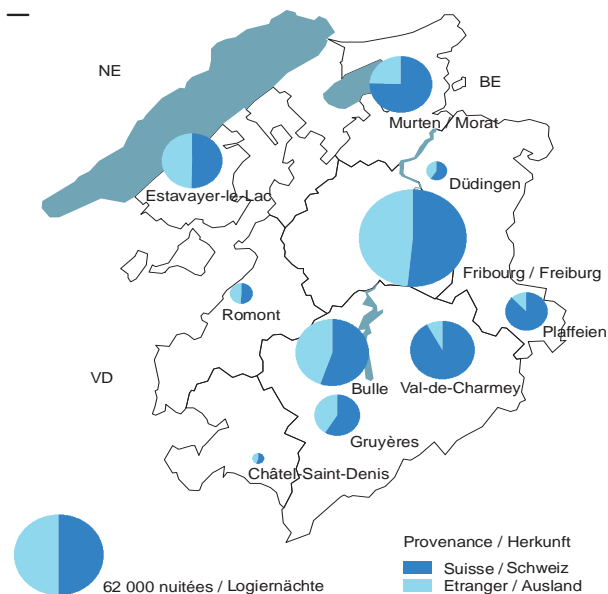 NE
BE
Murten / Morat
Düdingen
Estavayer-le-Lac
Fribourg / Freiburg
Romont
Plaffeien
VD
Bulle
Val-de-Charmey
Gruyères
Châtel-Saint-Denis
Provenance / Herkunft
Suisse / Schweiz
62 000 nuitées / Logiernächte
Etranger / Ausland